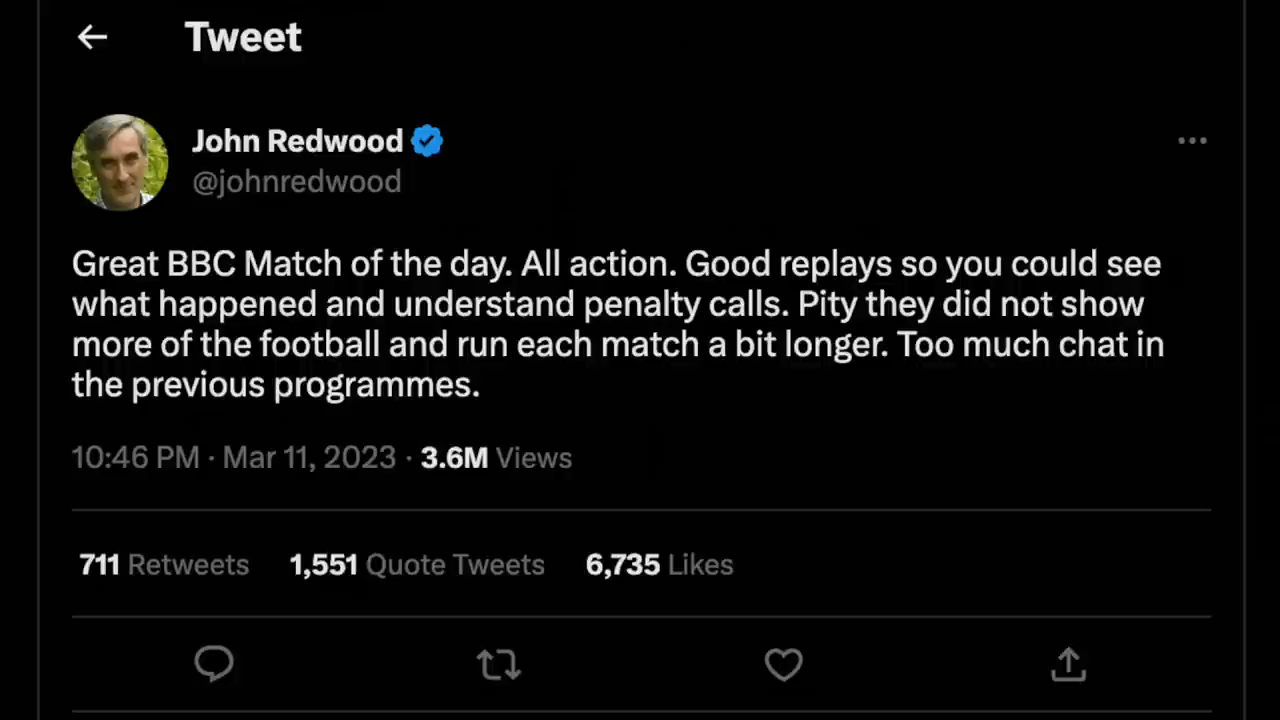 Tweet
John Redwood
@johnredwood
Great BBC Match of the day. All action. Good replays so you could see
what happened and understand penalty calls. Pity they did not show
more of the football and run each match a bit longer. Too much chat in
the previous programmes.
10:46 PM · Mar 11, 2023 · 3.6M Views
711 Retweets 1,551 Quote Tweets 6,735 Likes